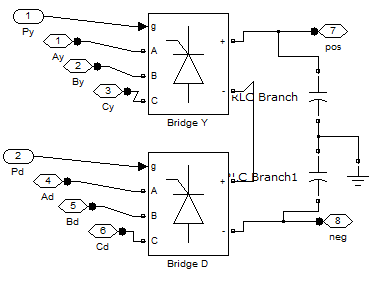 1
Py
1
Ay
2
By
3
Cy
g
A
B
C
+
-
Bridge Y
7
pos
RLC Branch
2
Pd
4
Ad
5
Bd
6
Cd
g
A
B
C
+
-
Bridge D
RLC Branch1
8
neg